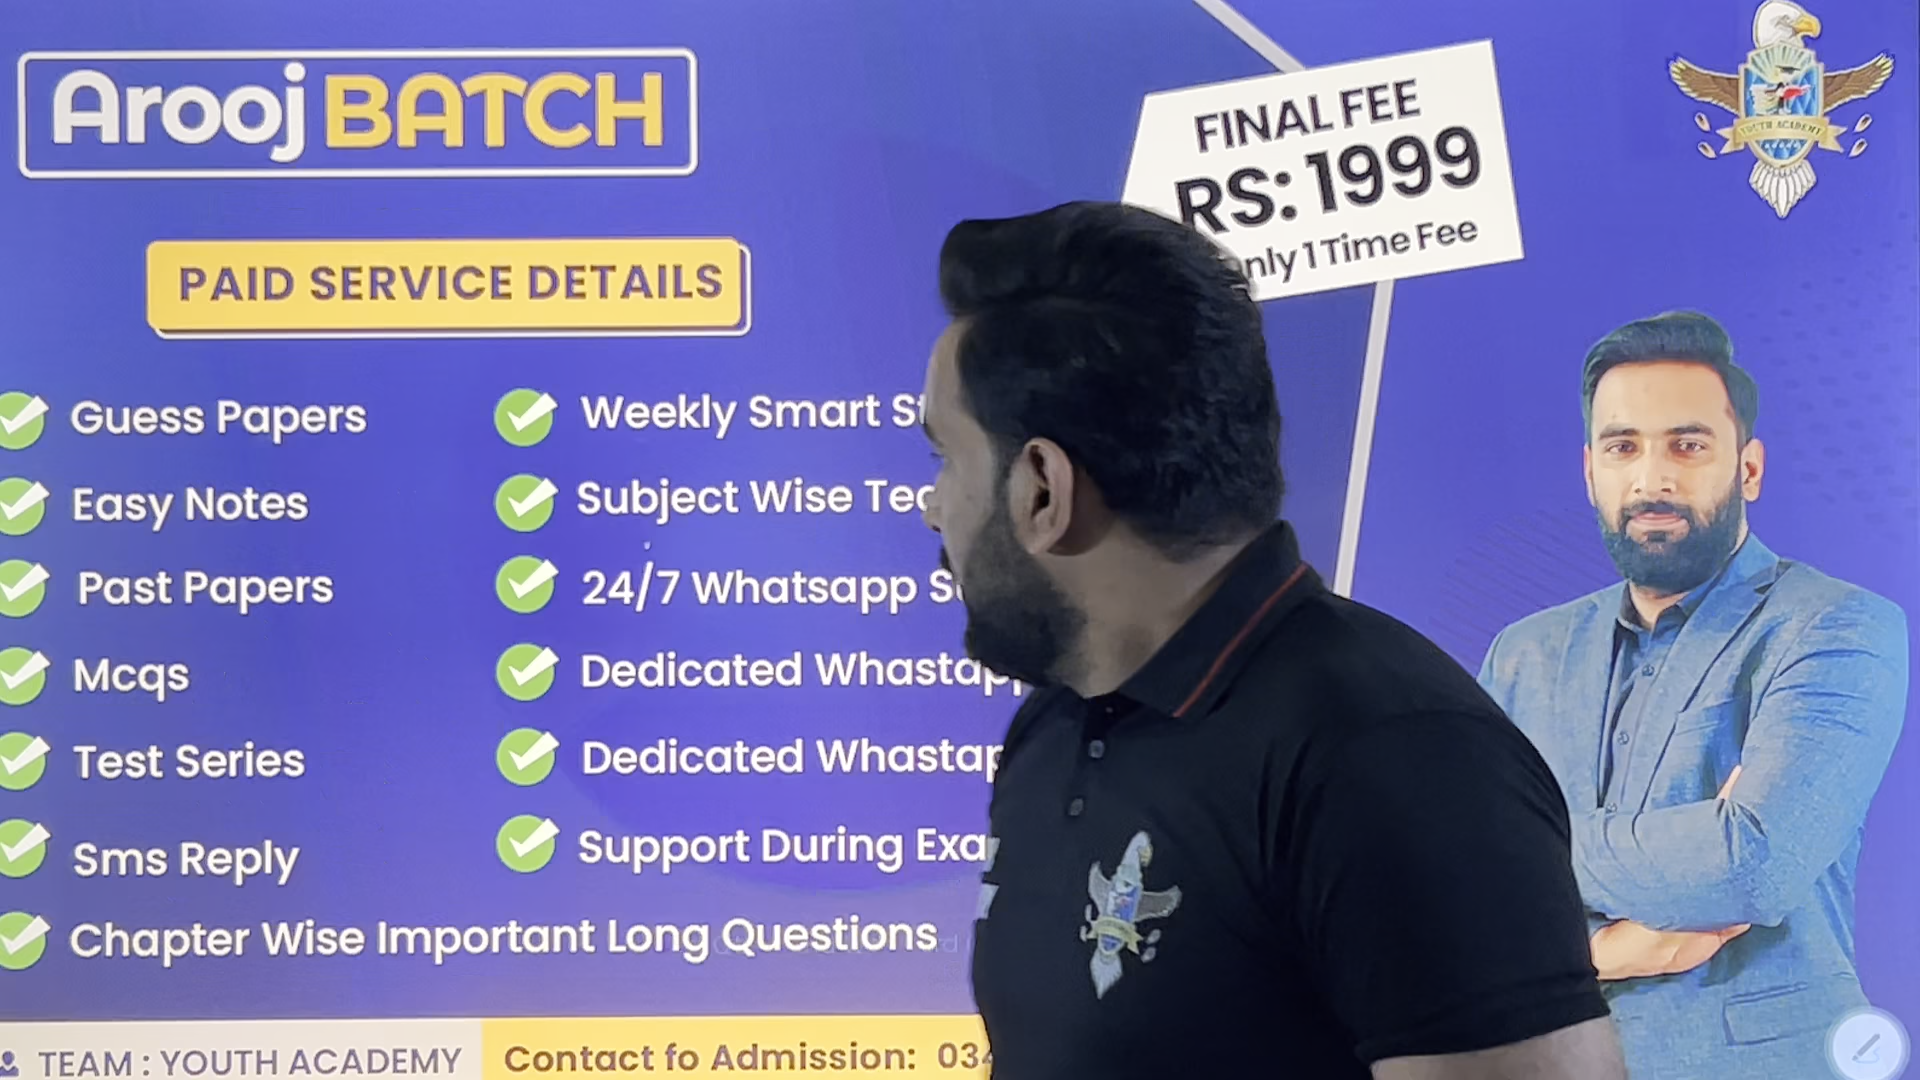 Arooj BATCH
FINAL FEE
RS: 1999
1 Time Fee
YOUTH ACADEMY
PAID SERVICE DETAILS
Guess Papers
Easy Notes
Past Papers
Mcqs
Test Series
Sms Reply
Chapter Wise Important Long Questions
Weekly Smart
Subject Wise
24/7 Whatsapp
Dedicated
Dedicated
Support During
TEAM : YOUTH ACADEMY
Contact fo Admission: